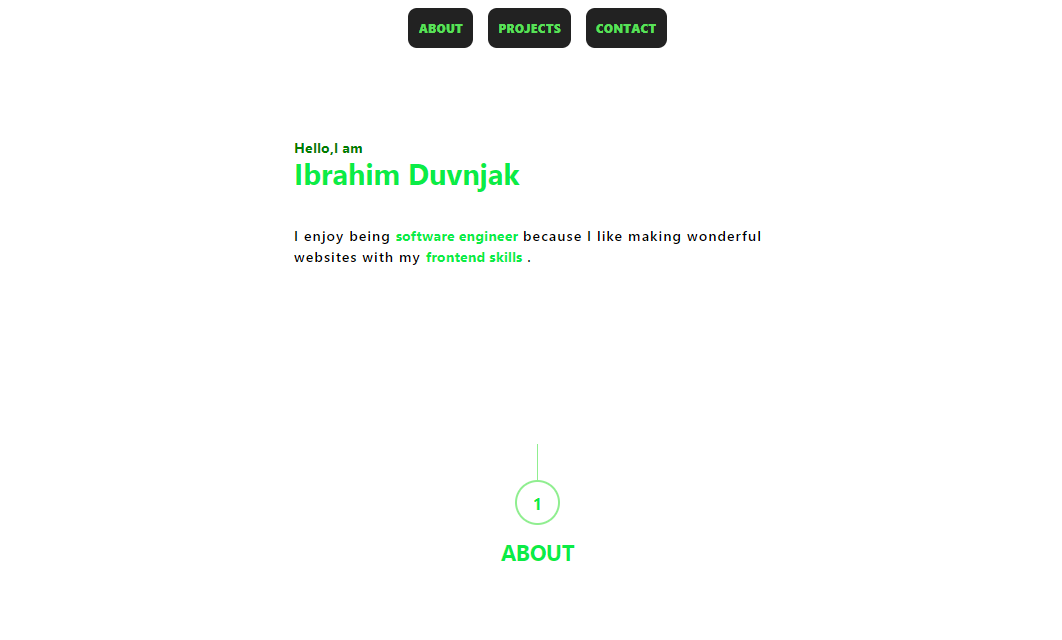 ABOUT PROJECTS CONTACT
Hello,I am
Ibrahim Duvnjak
I enjoy being software engineer because I like making wonderful
websites with my frontend skills .
1
ABOUT